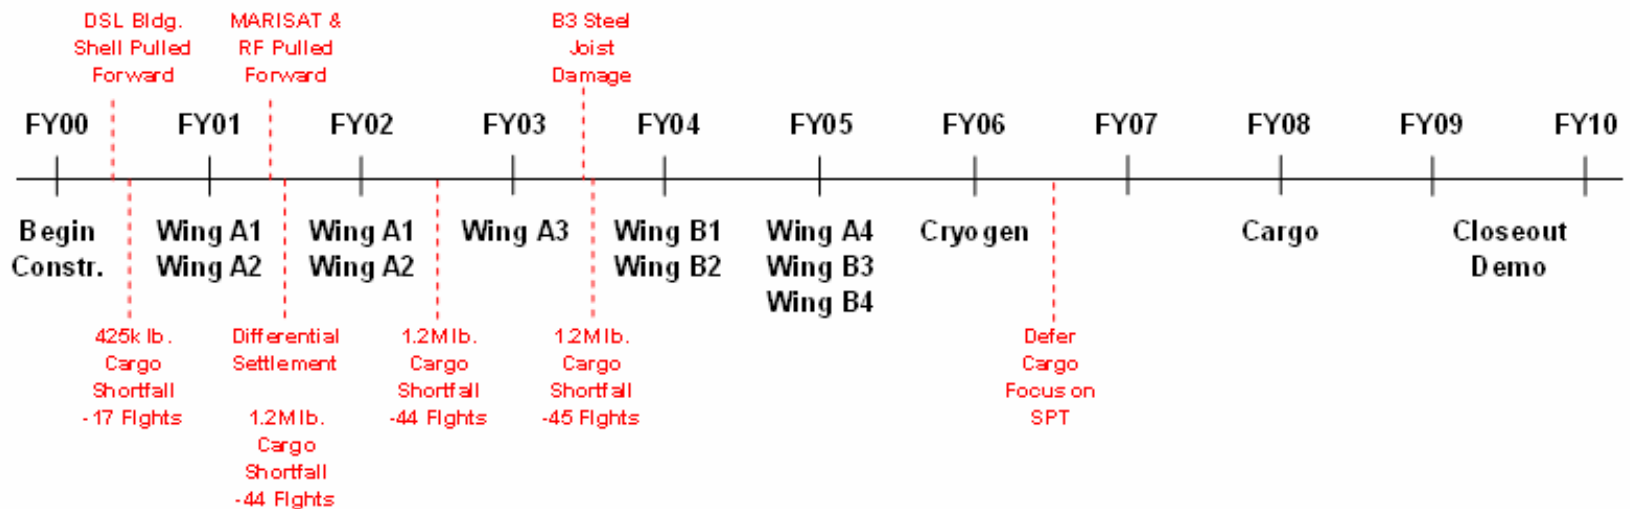 DSL Bldg.
Shell Pulled
Forward
MARISAT &
RF Pulled
Forward
B3 Steel
Joist
Damage
FY00
FY01
FY02
FY03
FY04
FY05
FY06
FY07
FY08
FY09
FY10
Begin
Constr.
Wing A1
Wing A2
Wing A1
Wing A2
Wing A3
Wing B1
Wing B2
Wing A4
Wing B3
Wing B4
Cryogen
Cargo
Closeout
Demo
425k lb.
Cargo
Shortfall
-17 Flghts
Differential
Settlement
1.2M lb.
Cargo
Shortfall
-44 Flghts
1.2M lb.
Cargo
Shortfall
-44 Flghts
1.2M lb.
Cargo
Shortfall
-45 Flghts
Defer
Cargo
Focus on
SPT